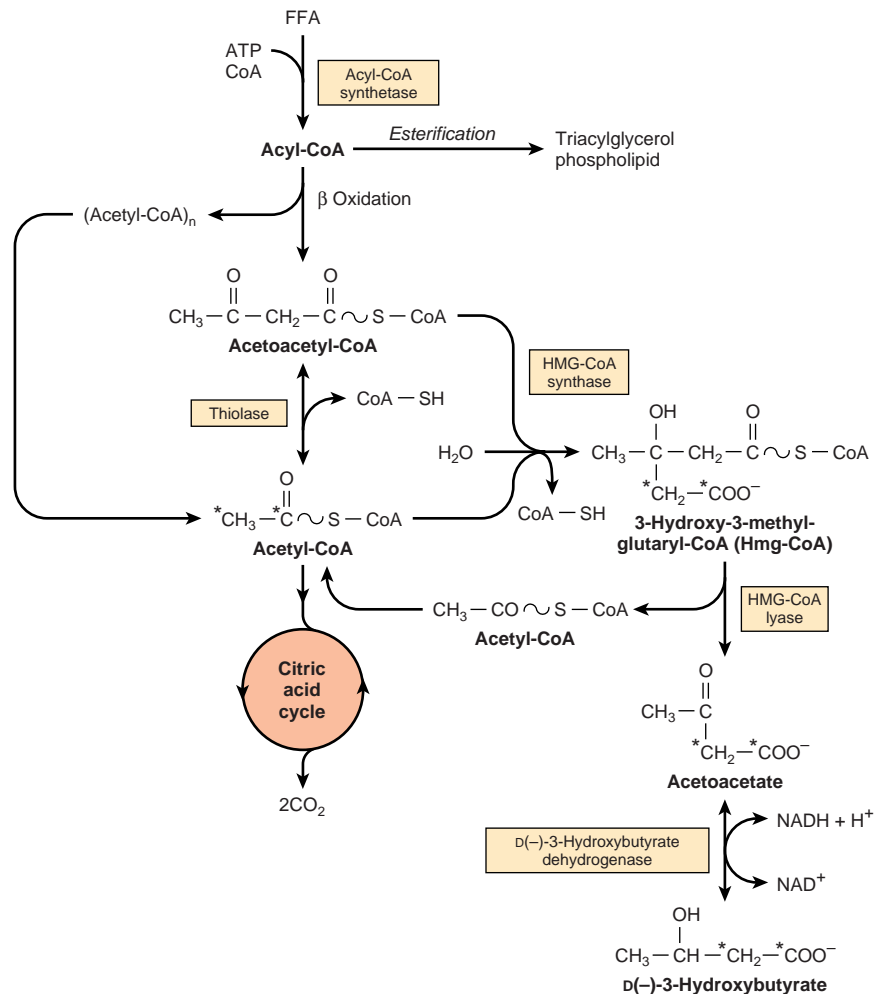 FFA
ATP
CoA
Acyl-CoA
synthetase
Acyl-CoA
Esterification
Triacylglycerol
phospholipid
β Oxidation
(Acetyl-CoA)n
O O
CH3—C—CH2—C~S—CoA
Acetoacetyl-CoA
HMG-CoA
synthase
Thiolase
CoA—SH
H2O
OH O
CH3—C—CH2—C~S—CoA
*CH2—*COO−
3-Hydroxy-3-methyl-
glutaryl-CoA (Hmg-CoA)
CoA—SH
O
*CH3—*C~S—CoA
Acetyl-CoA
HMG-CoA
lyase
CH3—CO~S—CoA
Acetyl-CoA
Citric
acid
cycle
2CO2
O
CH3—C
*CH2—*COO−
Acetoacetate
D(–)-3-Hydroxybutyrate
dehydrogenase
NADH + H+
NAD+
OH
CH3—CH—*CH2—*COO−
D(–)-3-Hydroxybutyrate